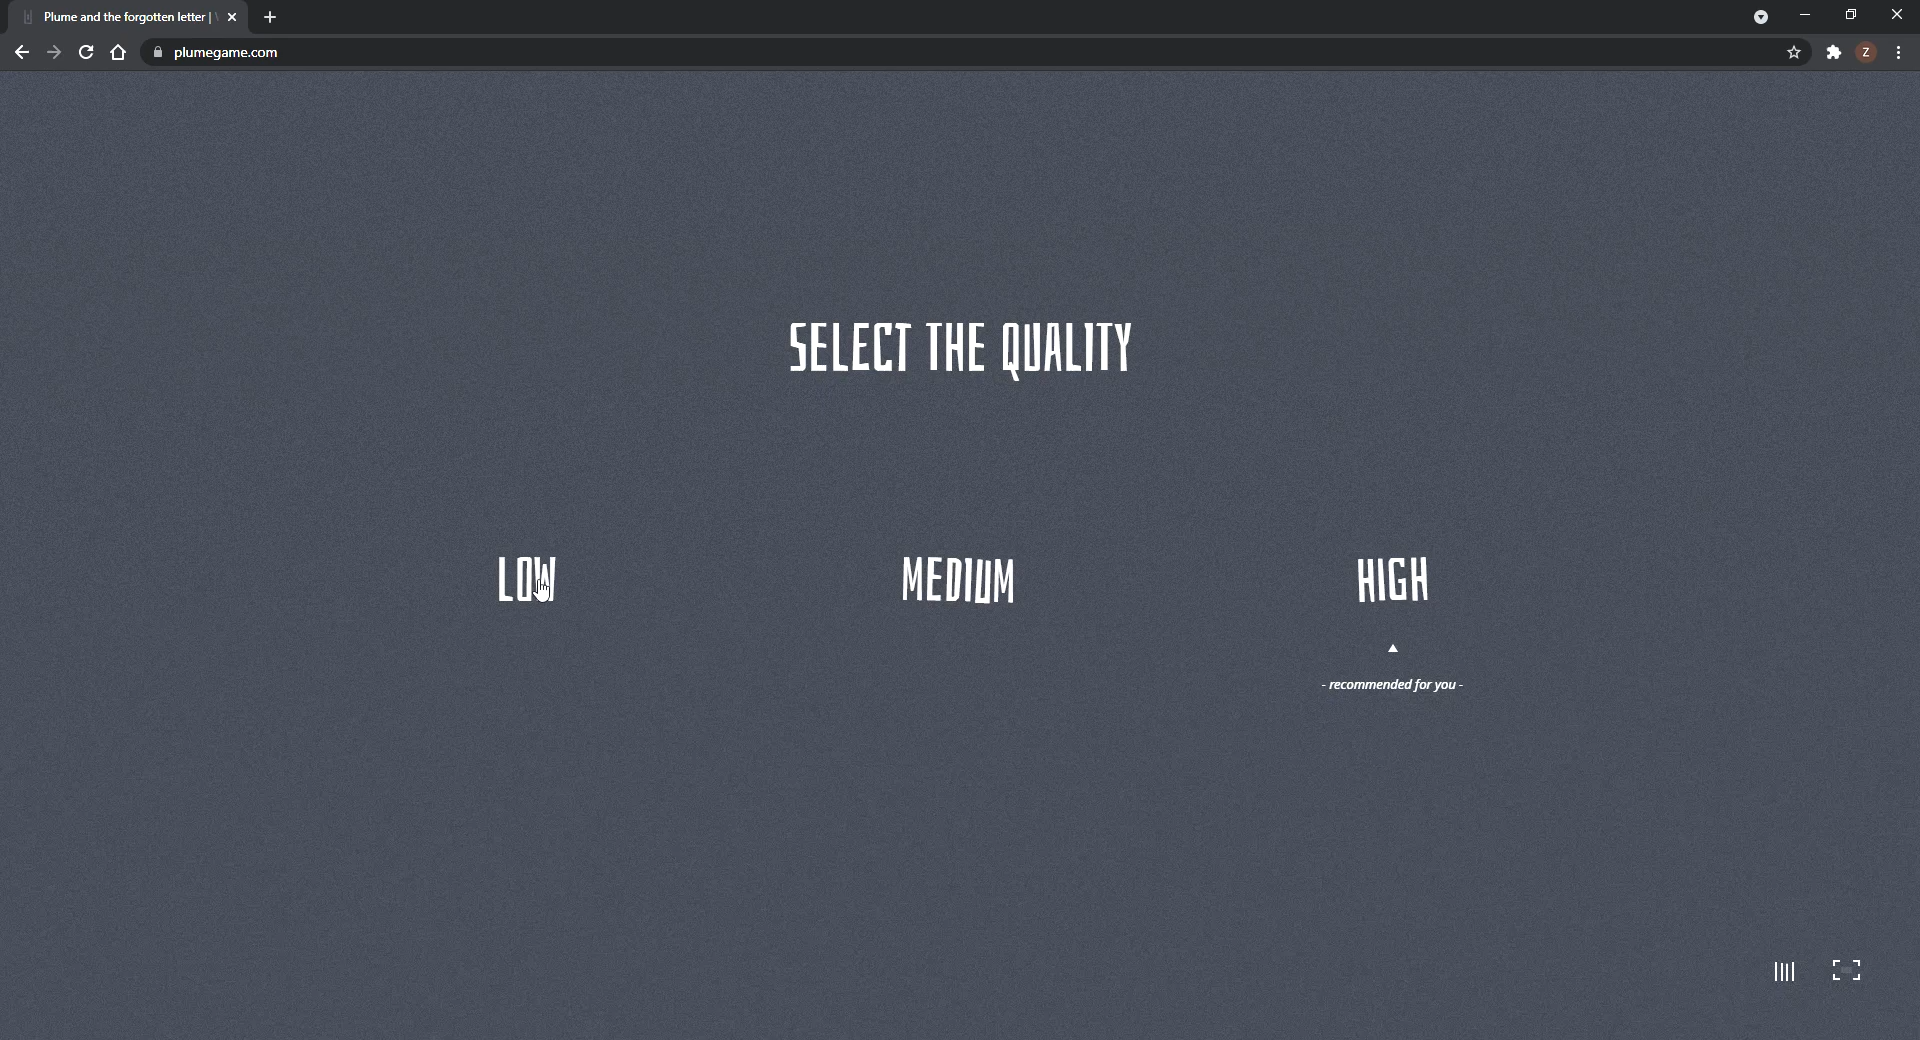 Plume and the forgotten letter |
plumegame.com
Z
SELECT THE QUALITY
LOW
MEDIUM
HIGH
- recommended for you -